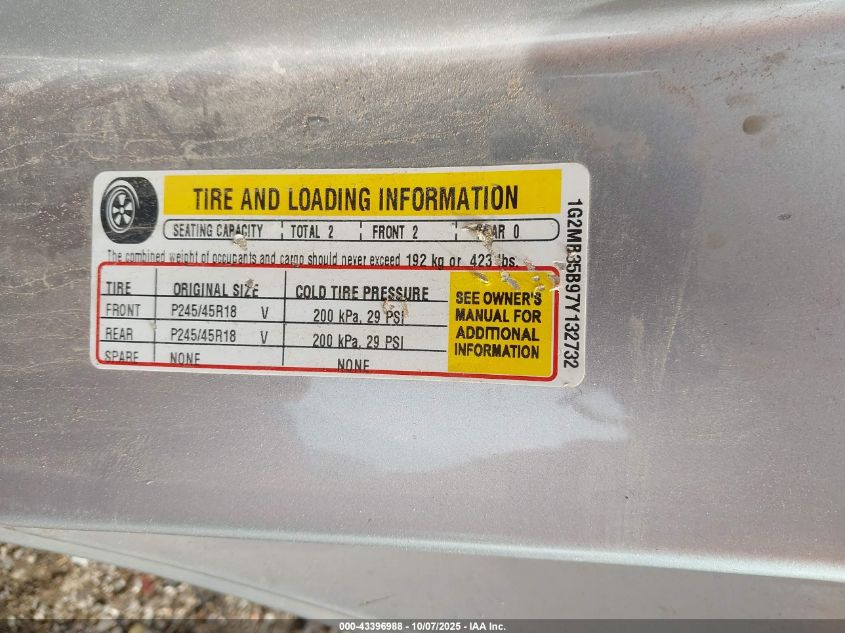 TIRE AND LOADING INFORMATION
SEATING CAPACITY TOTAL 2 FRONT 2 REAR 0
The combined weight of occupants and cargo should never exceed 192 kg or 423 lbs.
TIRE ORIGINAL SIZE COLD TIRE PRESSURE
FRONT P245/45R18 V 200 kPa, 29 PSI
REAR P245/45R18 V 200 kPa, 29 PSI
SPARE NONE NONE
SEE OWNER'S
MANUAL FOR
ADDITIONAL
INFORMATION
1G2MB35B97Y132732
000-43396988 - 10/07/2025 - IAA Inc.